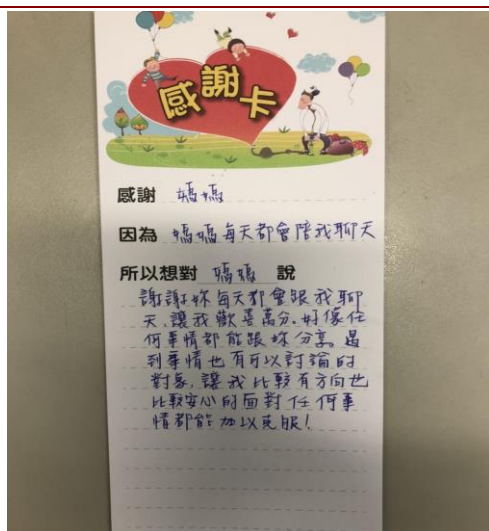 感謝卡
感謝 媽媽
因為 媽媽每天都會陪我聊天
所以想對 媽媽 說
謝謝妳每天都會跟我聊
天,讓我歡喜萬分。好像任
何事情都能跟妳分享。遇
到事情也有可以討論的
對象,讓我比較有方向也
比較安心的面對任何事
情都能加以克服!